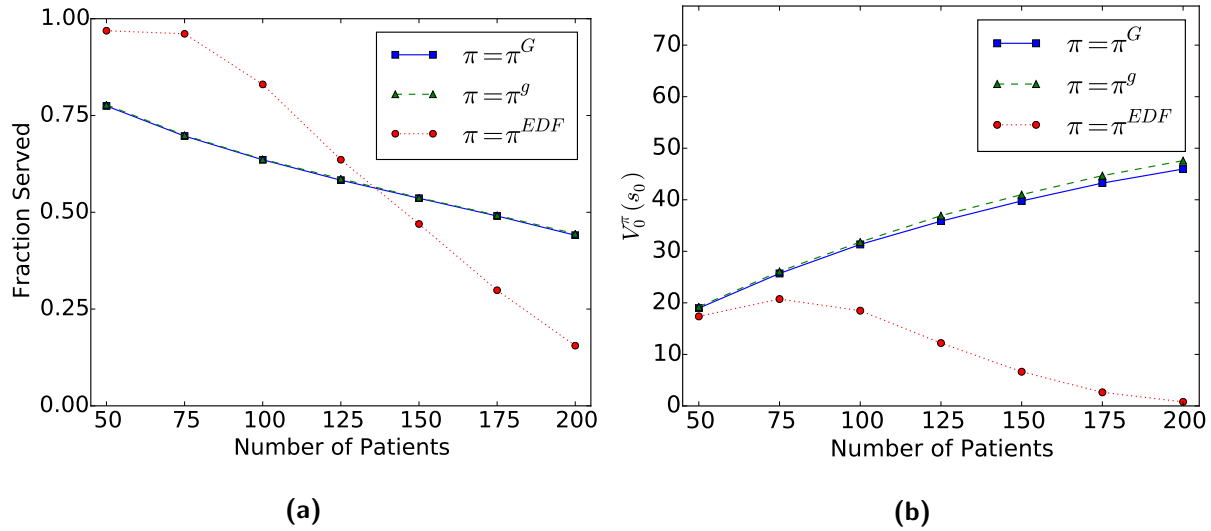 1.00
0.75
0.50
0.25
0.00
Fraction Served
50 75 100 125 150 175 200
Number of Patients
π = π^G
π = π^g
π = π^EDF
(a)
70
60
50
40
30
20
10
0
V_0^π(s_0)
50 75 100 125 150 175 200
Number of Patients
π = π^G
π = π^g
π = π^EDF
(b)